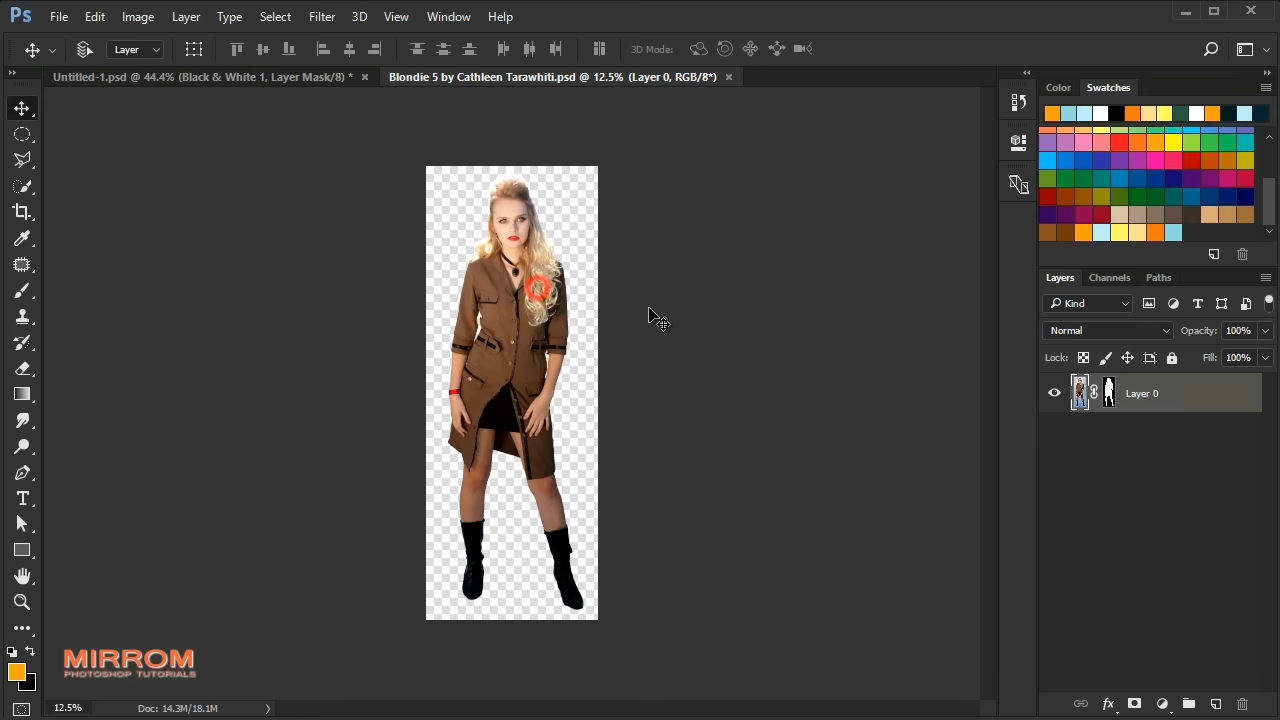 Ps File Edit Image Layer Type Select Filter 3D View Window Help
Layer 3D Mode:
Untitled-1.psd @ 44.4% (Black & White 1, Layer Mask/8) * Blondie 5 by Cathleen Tarawhiti.psd @ 12.5% (Layer 0, RGB/8*)
Color Swatches
Layers Channels Paths
Kind
Normal Opacity: 100%
Lock: Fill: 100%
Layer 0
MIRROM
PHOTOSHOP TUTORIALS
12.5% Doc: 14.3M/18.1M
fx